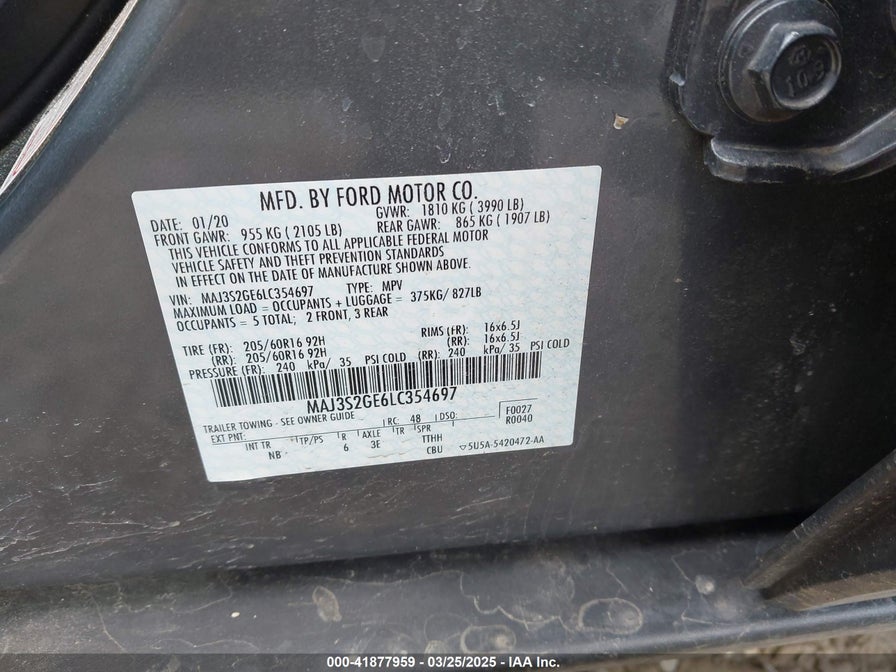 MFD. BY FORD MOTOR CO.
DATE: 01/20 GVWR: 1810 KG ( 3990 LB)
FRONT GAWR: 955 KG ( 2105 LB) REAR GAWR: 865 KG ( 1907 LB)
THIS VEHICLE CONFORMS TO ALL APPLICABLE FEDERAL MOTOR
VEHICLE SAFETY AND THEFT PREVENTION STANDARDS
IN EFFECT ON THE DATE OF MANUFACTURE SHOWN ABOVE.
VIN: MAJ3S2GE6LC354697 TYPE: MPV
MAXIMUM LOAD = OCCUPANTS + LUGGAGE = 375KG/ 827LB
OCCUPANTS = 5 TOTAL; 2 FRONT, 3 REAR
TIRE (FR): 205/60R16 92H RIMS (FR): 16x6.5J
(RR): 205/60R16 92H (RR): 16x6.5J
PRESSURE (FR): 240 kPa/ 35 PSI COLD (RR): 240 kPa/ 35 PSI COLD
MAJ3S2GE6LC354697
TRAILER TOWING - SEE OWNER GUIDE RC: 48 DSO: F0027
EXT PNT: R0040
INT TR TP/PS R AXLE TR SPR
NB 6 3E TTHH
CBU 5U5A-5420472-AA
000-41877959 — 03/25/2025 - IAA Inc.